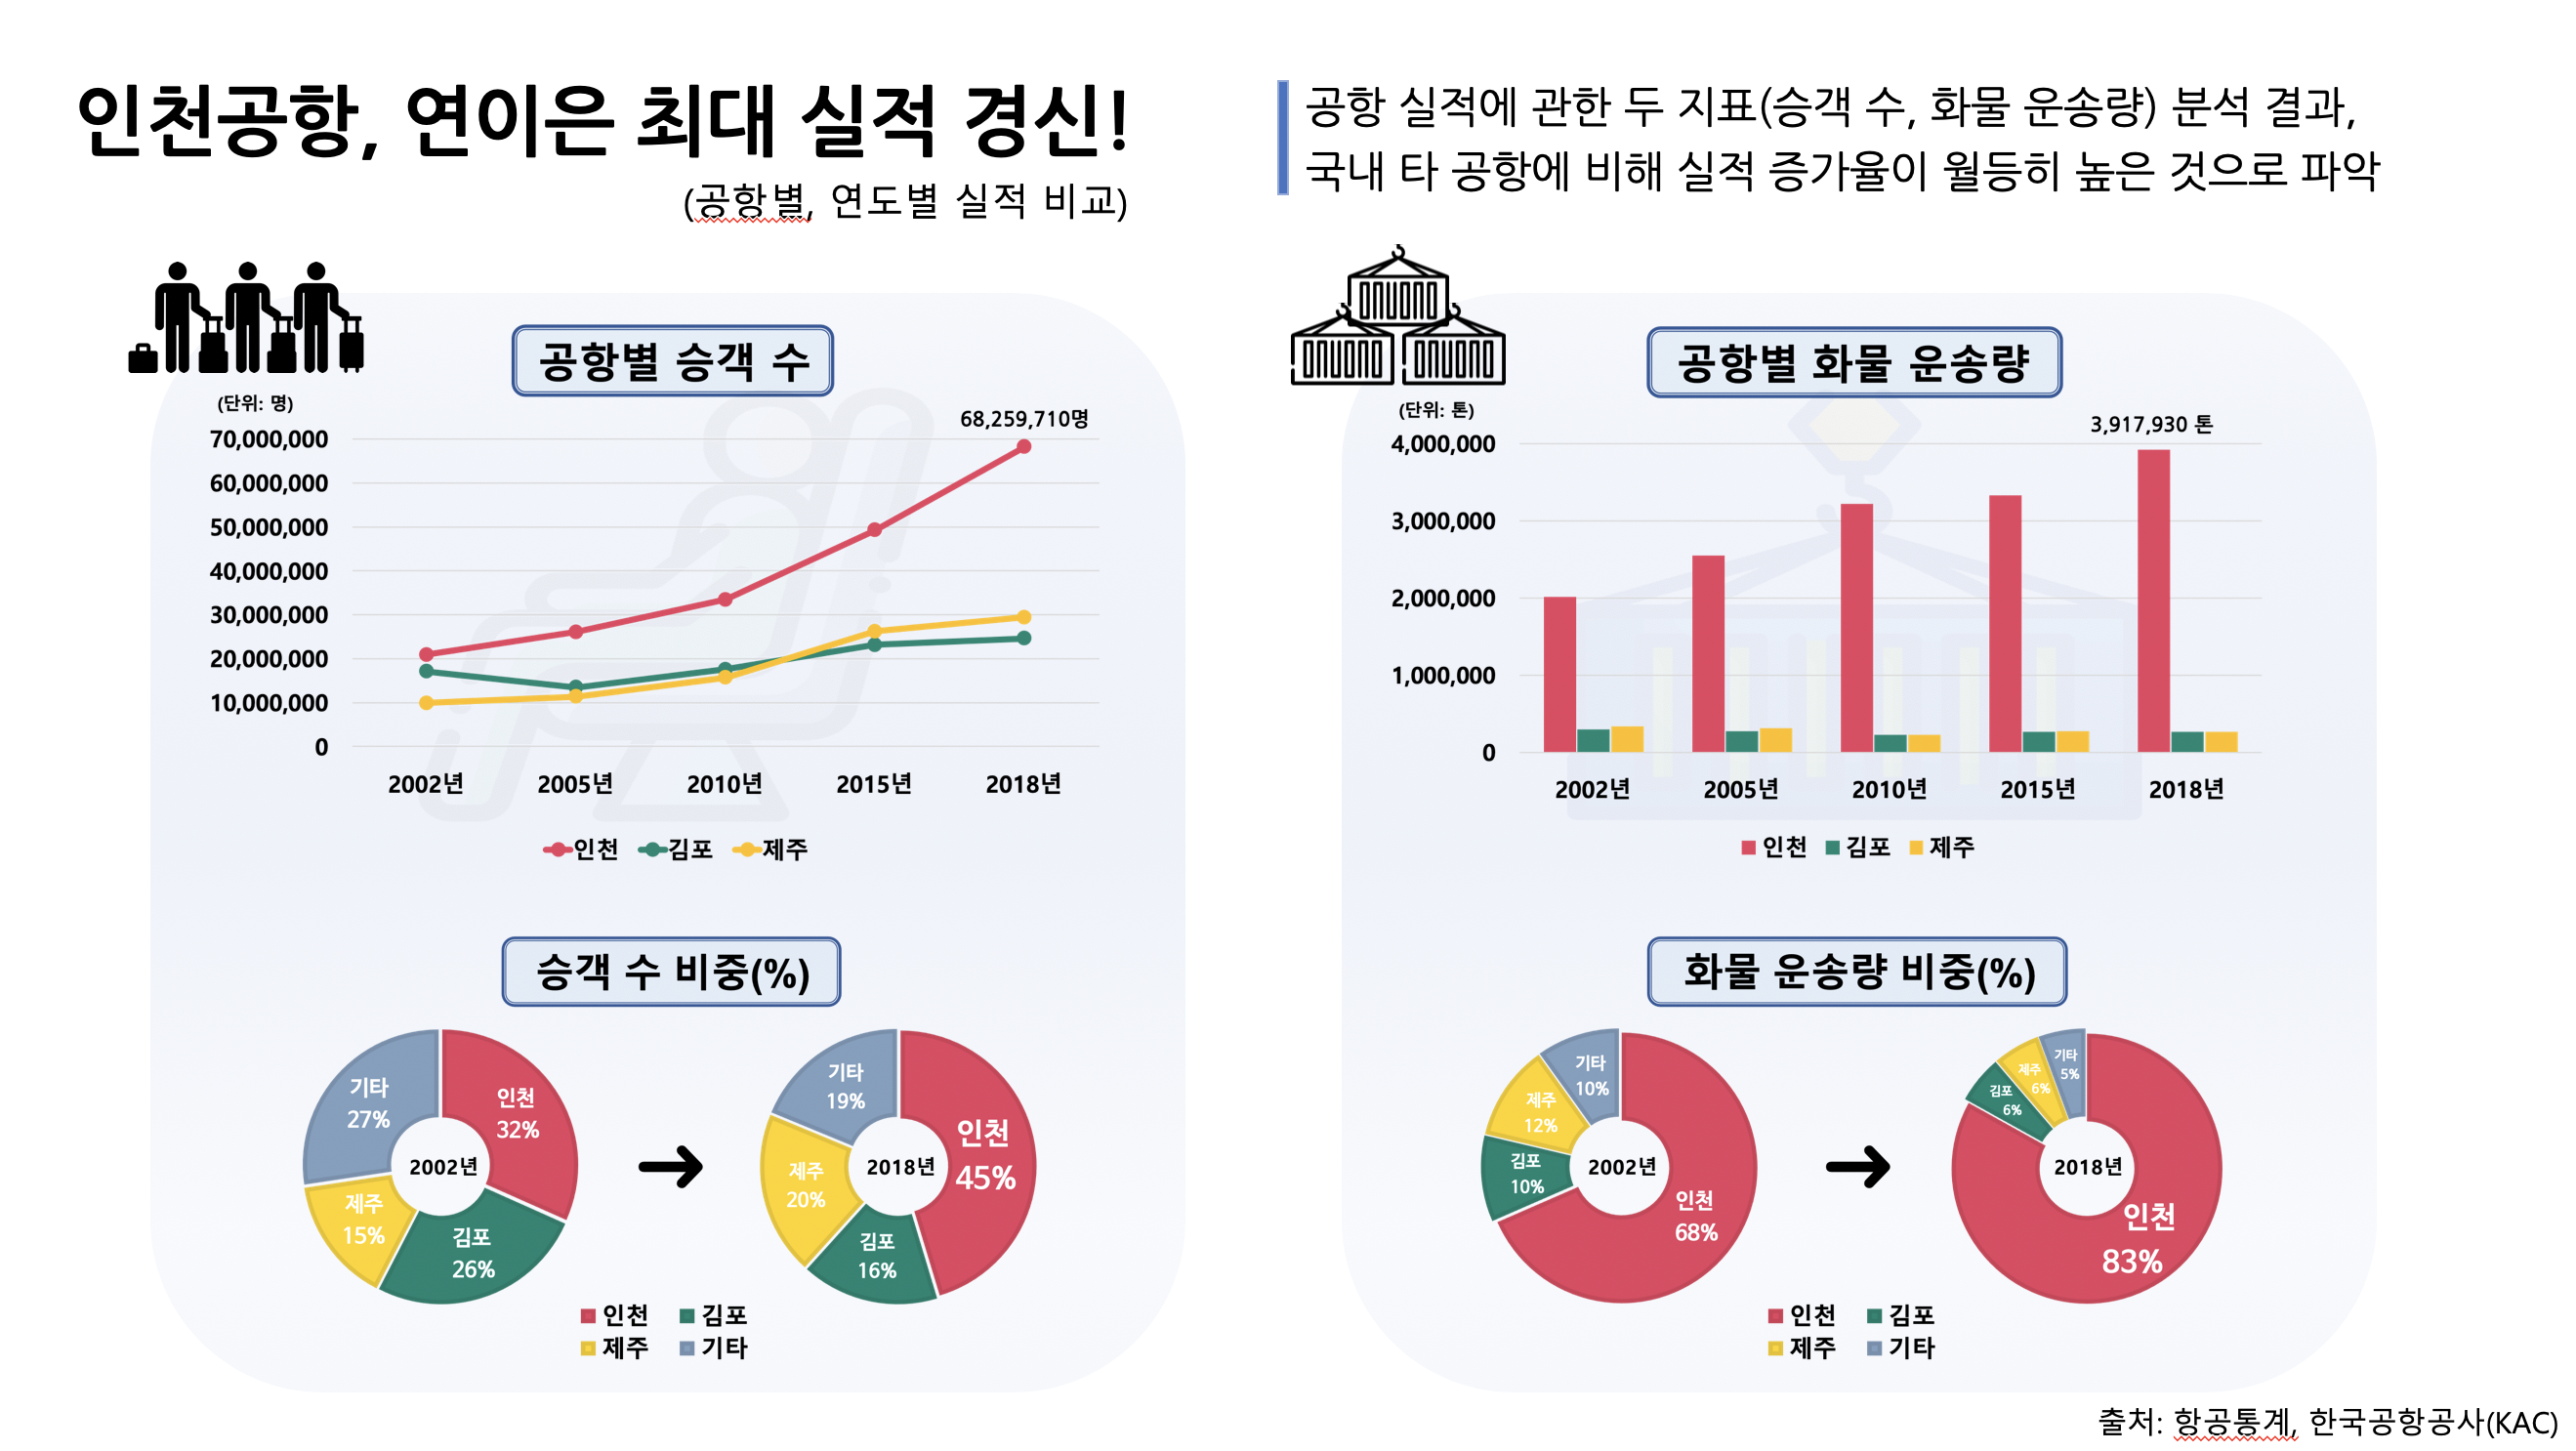 인천공항, 연이은 최대 실적 경신!
(공항별, 연도별 실적 비교)
공항 실적에 관한 두 지표(승객 수, 화물 운송량) 분석 결과,
국내 타 공항에 비해 실적 증가율이 월등히 높은 것으로 파악
공항별 승객 수
(단위: 명)
68,259,710명
70,000,000
60,000,000
50,000,000
40,000,000
30,000,000
20,000,000
10,000,000
0
2002년 2005년 2010년 2015년 2018년
인천 김포 제주
승객 수 비중(%)
기타
27%
인천
32%
제주
15%
김포
26%
2002년
기타
19%
인천
45%
제주
20%
김포
16%
2018년
인천 김포
제주 기타
공항별 화물 운송량
(단위: 톤)
3,917,930 톤
4,000,000
3,000,000
2,000,000
1,000,000
0
2002년 2005년 2010년 2015년 2018년
인천 김포 제주
화물 운송량 비중(%)
기타
10%
제주
12%
김포
10%
인천
68%
2002년
기타
5%
제주
6%
김포
6%
인천
83%
2018년
인천 김포
제주 기타
출처: 항공통계, 한국공항공사(KAC)